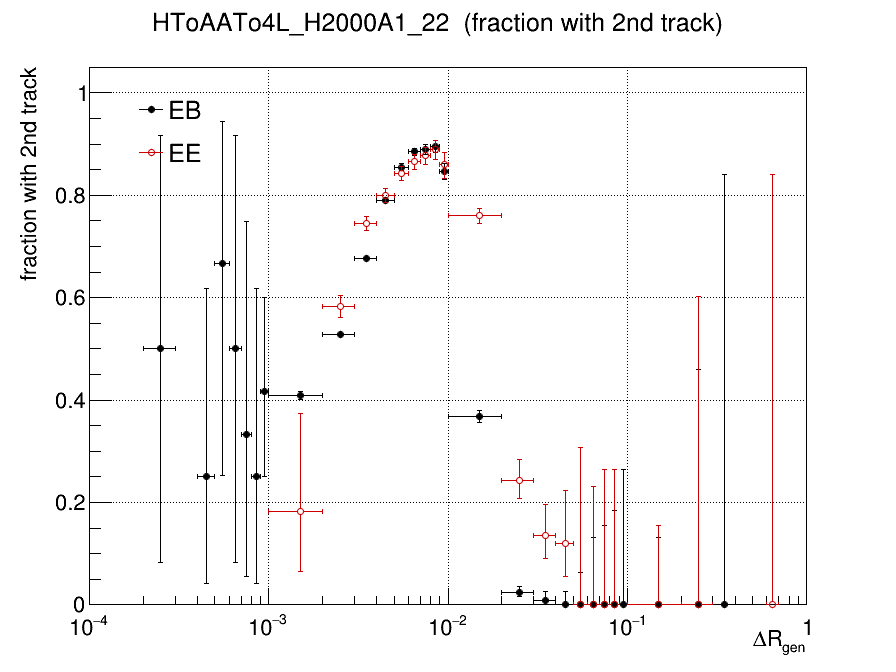 HToAATo4L_H2000A1_22 (fraction with 2nd track)
fraction with 2nd track
1
0.8
0.6
0.4
0.2
0
EB
EE
10⁻⁴
10⁻³
10⁻²
10⁻¹
1
ΔR_gen